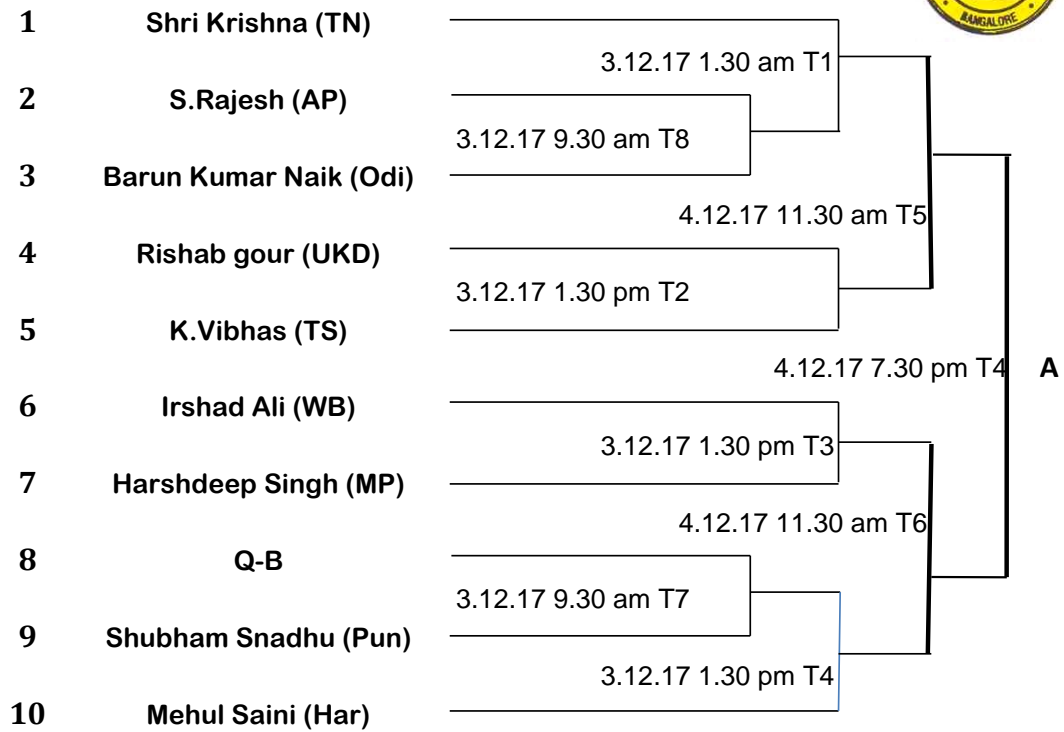 MANGALORE
1 Shri Krishna (TN)
3.12.17 1.30 am T1
2 S.Rajesh (AP)
3.12.17 9.30 am T8
3 Barun Kumar Naik (Odi)
4.12.17 11.30 am T5
4 Rishab gour (UKD)
3.12.17 1.30 pm T2
5 K.Vibhas (TS)
4.12.17 7.30 pm T4 A
6 Irshad Ali (WB)
3.12.17 1.30 pm T3
7 Harshdeep Singh (MP)
4.12.17 11.30 am T6
8 Q-B
3.12.17 9.30 am T7
9 Shubham Snadhu (Pun)
3.12.17 1.30 pm T4
10 Mehul Saini (Har)